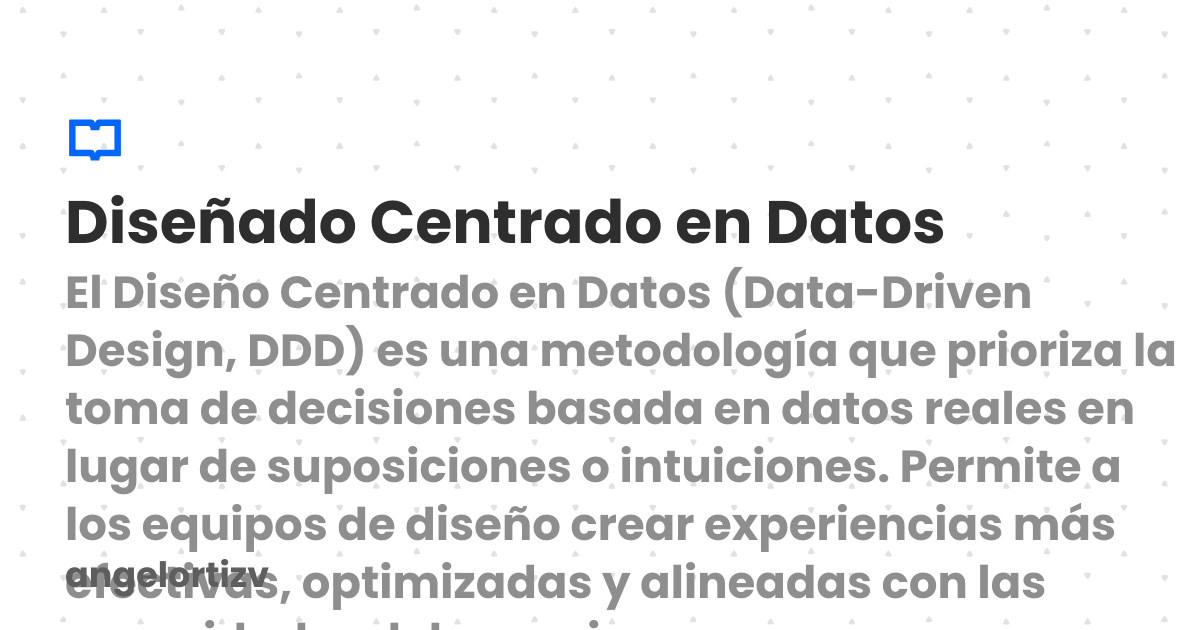 Diseñado Centrado en Datos
El Diseño Centrado en Datos (Data-Driven
Design, DDD) es una metodología que prioriza la
toma de decisiones basada en datos reales en
lugar de suposiciones o intuiciones. Permite a
los equipos de diseño crear experiencias más
angelortizv
efectivas, optimizadas y alineadas con las